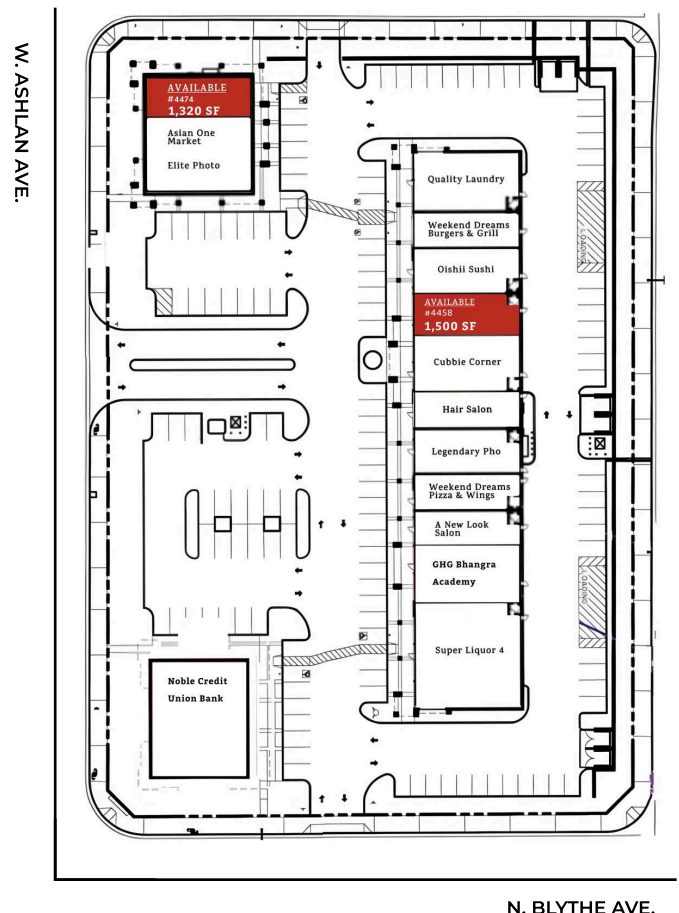 W. ASHLAN AVE.
AVAILABLE
#4474
1,320 SF
Asian One
Market
Elite Photo
Quality Laundry
Weekend Dreams
Burgers & Grill
Oishii Sushi
AVAILABLE
#4458
1,500 SF
Cubbie Corner
Hair Salon
Legendary Pho
Weekend Dreams
Pizza & Wings
A New Look
Salon
GHG Bhangra
Academy
Super Liquor 4
LOADING
LOADING
Noble Credit
Union Bank
N. BLYTHE AVE.